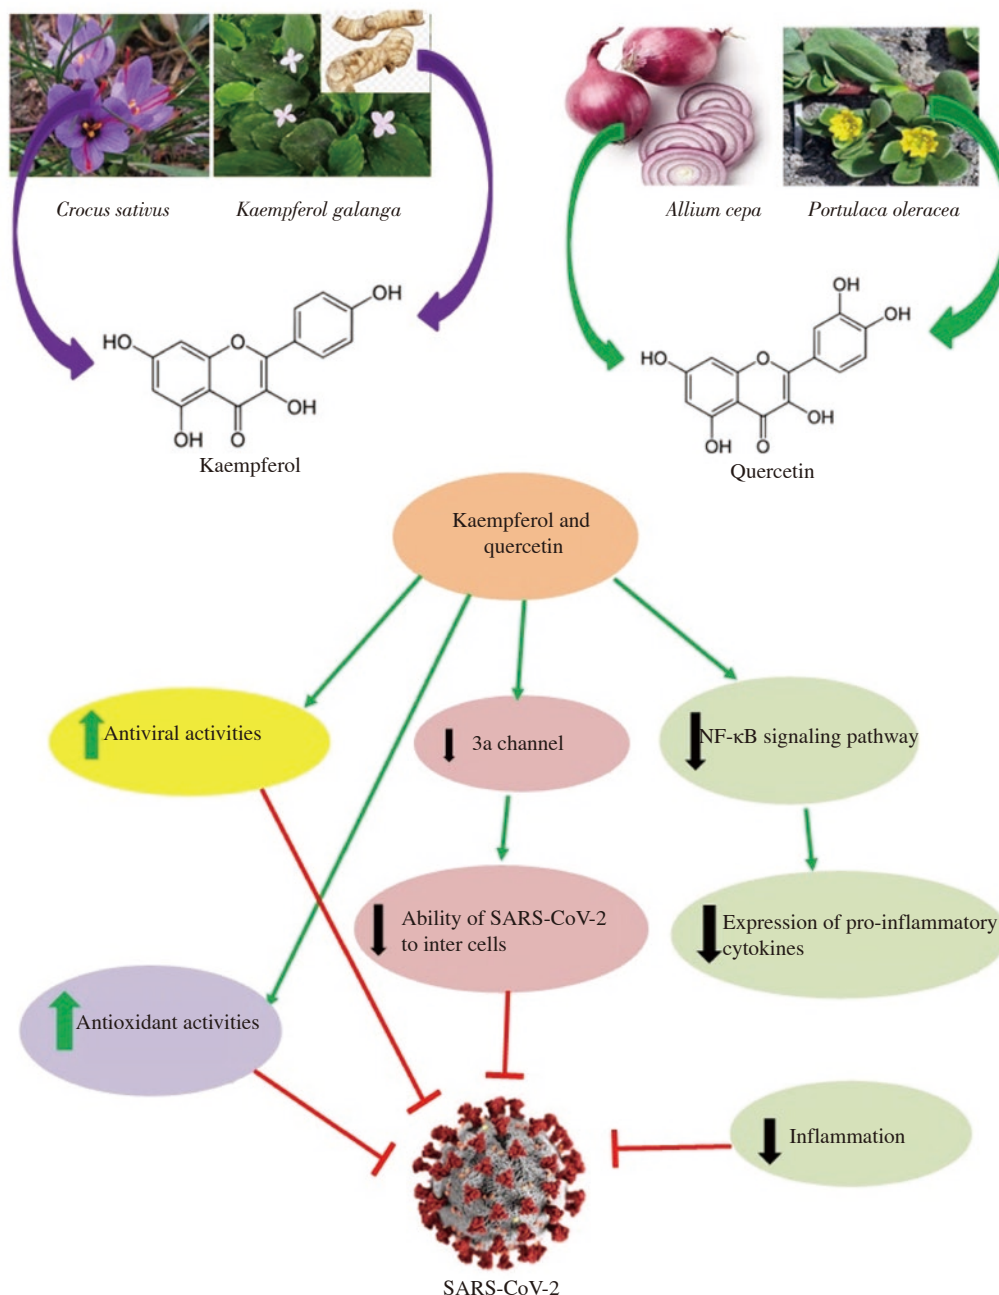 Crocus sativus
Kaempferol galanga
Allium cepa
Portulaca oleracea
OH
HO
O
OH
OH
O
Kaempferol
OH
OH
HO
O
OH
OH
O
Quercetin
Kaempferol and
quercetin
Antiviral activities
3a channel
NF-κB signaling pathway
Ability of SARS-CoV-2
to inter cells
Expression of pro-inflammatory
cytokines
Antioxidant activities
Inflammation
SARS-CoV-2